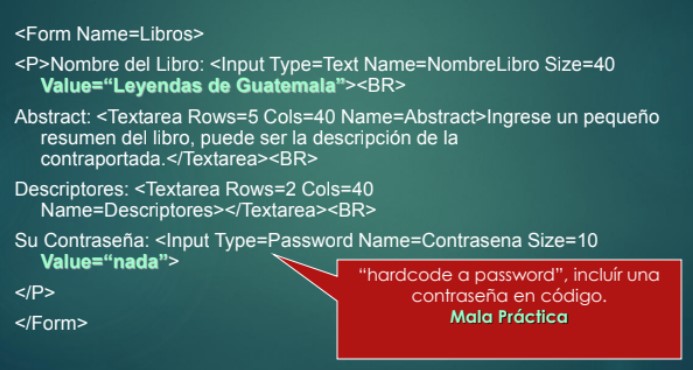 <Form Name=Libros>
<P>Nombre del Libro: <Input Type=Text Name=NombreLibro Size=40
Value=“Leyendas de Guatemala”><BR>
Abstract: <Textarea Rows=5 Cols=40 Name=Abstract>Ingrese un pequeño
resumen del libro, puede ser la descripción de la
contraportada.</Textarea><BR>
Descriptores: <Textarea Rows=2 Cols=40
Name=Descriptores></Textarea><BR>
Su Contraseña: <Input Type=Password Name=Contrasena Size=10
Value=“nada”>
</P>
</Form>
“hardcode a password”, incluír una
contraseña en código.
Mala Práctica